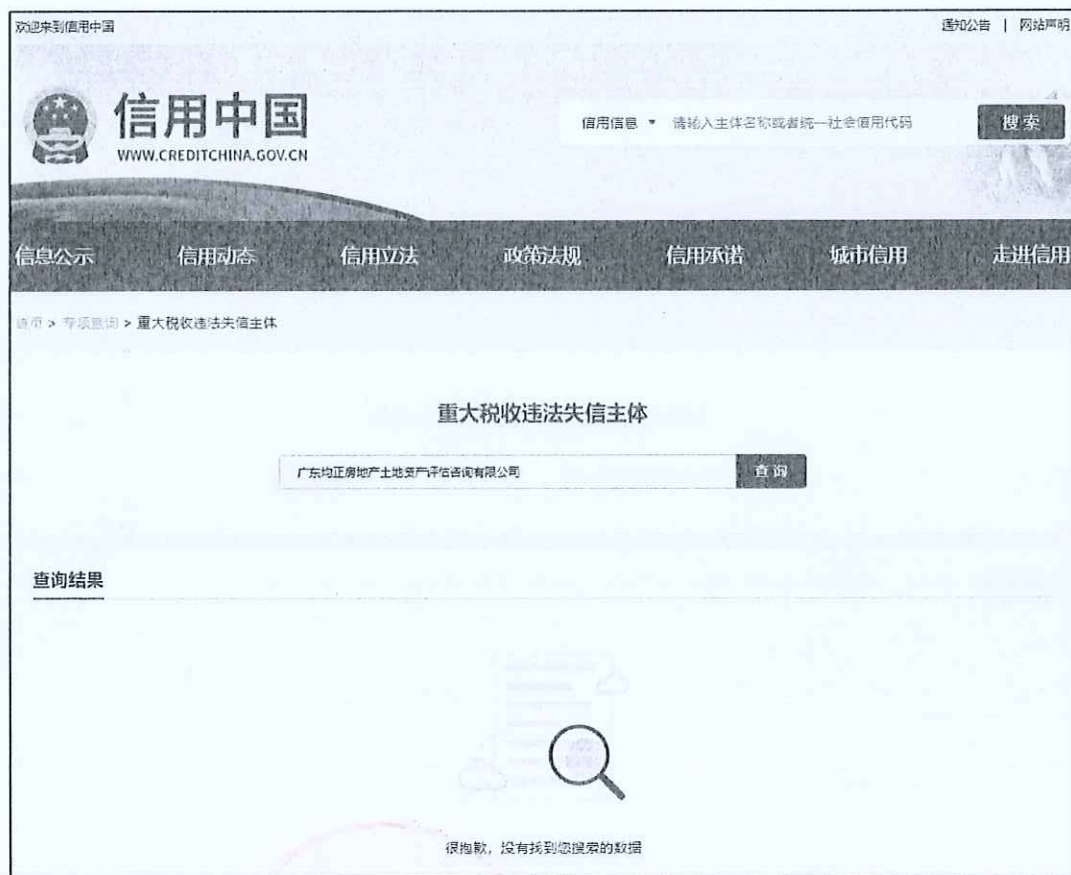 欢迎来到信用中国
通知公告 | 网站声明
信用中国
WWW.CREDITCHINA.GOV.CN
信用信息 请输入主体名称或者统一社会信用代码 搜索
信息公示 信用动态 信用立法 政策法规 信用承诺 城市信用 走进信用
首页 > 专项查询 > 重大税收违法失信主体
重大税收违法失信主体
广东均正房地产土地资产评估咨询有限公司 查询
查询结果
很抱歉，没有找到您搜索的数据